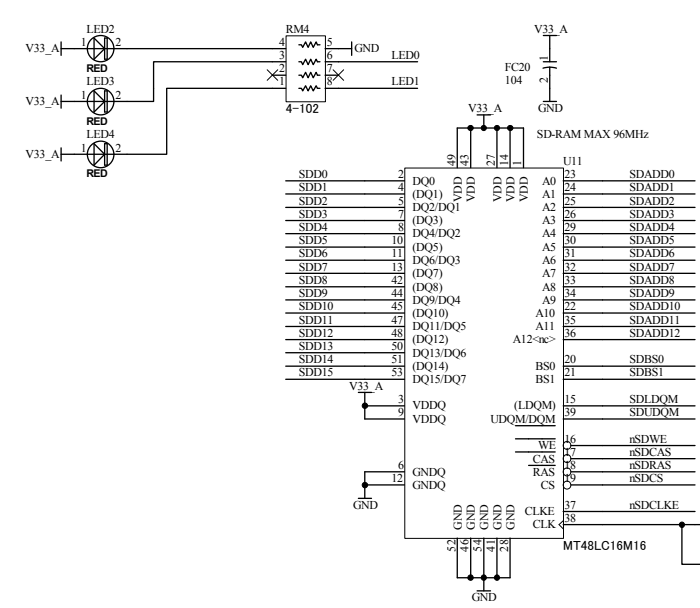 LED2
V33_A
1 2
RED
LED3
V33_A
1 2
RED
LED4
V33_A
1 2
RED
RM4
4 5 GND
3 6 LED0
2 7
1 8 LED1
4-102
V33_A
FC20
104
1
2
GND
V33_A
SD-RAM MAX 96MHz
U11
49 43 27 14 1
VDD VDD VDD VDD VDD
SDD0 2 DQ0 A0 23 SDADD0
SDD1 4 (DQ1) A1 24 SDADD1
SDD2 5 DQ2/DQ1 A2 25 SDADD2
SDD3 7 (DQ3) A3 26 SDADD3
SDD4 8 DQ4/DQ2 A4 29 SDADD4
SDD5 10 (DQ5) A5 30 SDADD5
SDD6 11 DQ6/DQ3 A6 31 SDADD6
SDD7 13 (DQ7) A7 32 SDADD7
SDD8 42 (DQ8) A8 33 SDADD8
SDD9 44 DQ9/DQ4 A9 34 SDADD9
SDD10 45 (DQ10) A10 22 SDADD10
SDD11 47 DQ11/DQ5 A11 35 SDADD11
SDD12 48 (DQ12) A12<nc> 36 SDADD12
SDD13 50 DQ13/DQ6
SDD14 51 (DQ14) BS0 20 SDBS0
SDD15 53 DQ15/DQ7 BS1 21 SDBS1
V33_A
3 VDDQ (LDQM) 15 SDLDQM
9 VDDQ UDQM/DQM 39 SDUDQM
WE 16 nSDWE
CAS 17 nSDCAS
6 GNDQ RAS 18 nSDRAS
12 GNDQ CS 19 nSDCS
GND
CLKE 37 nSDCLKE
CLK 38
GND GND GND GND GND
52 46 54 41 28
MT48LC16M16
GND